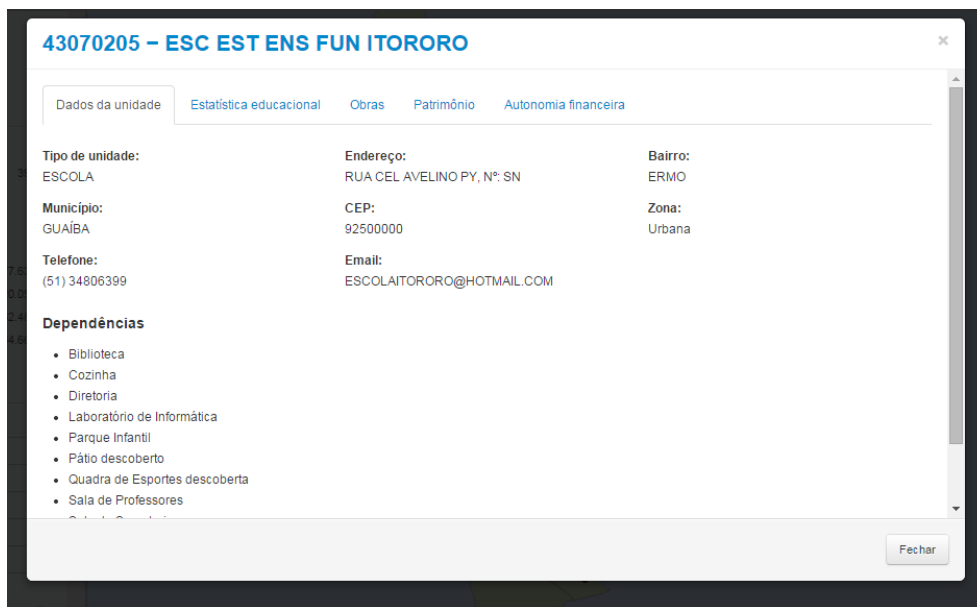 43070205 – ESC EST ENS FUN ITORORO
×
Dados da unidade Estatística educacional Obras Patrimônio Autonomia financeira
Tipo de unidade: Endereço: Bairro:
ESCOLA RUA CEL AVELINO PY, Nº: SN ERMO
Município: CEP: Zona:
GUAÍBA 92500000 Urbana
Telefone: Email:
(51) 34806399 ESCOLAITORORO@HOTMAIL.COM
Dependências
• Biblioteca
• Cozinha
• Diretoria
• Laboratório de Informática
• Parque Infantil
• Pátio descoberto
• Quadra de Esportes descoberta
• Sala de Professores
Fechar